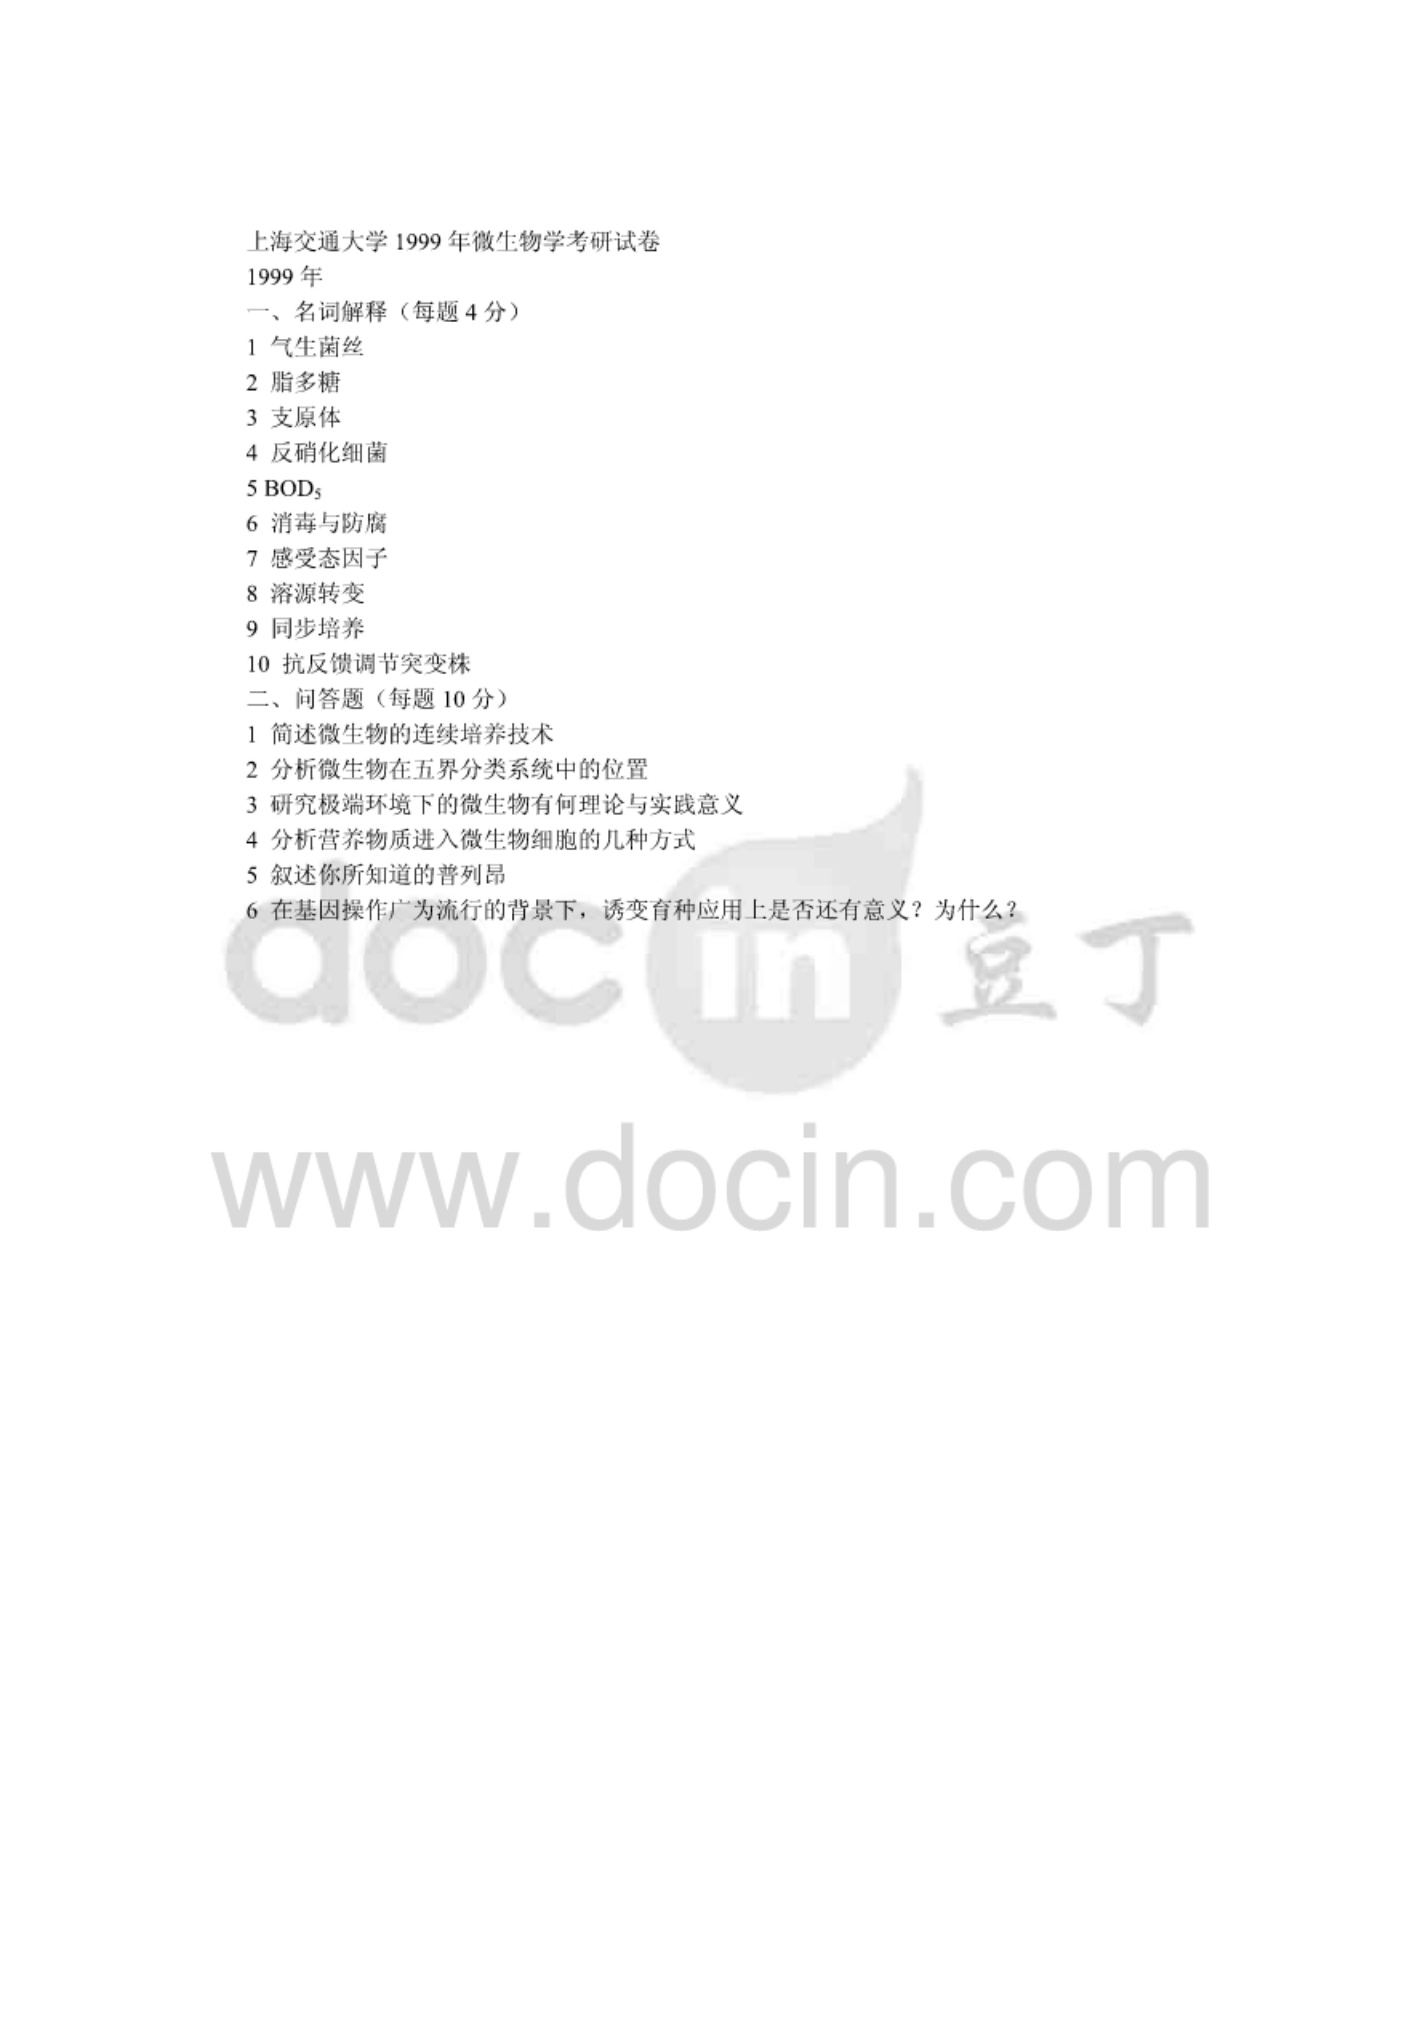 上海交通大学 1999 年微生物学考研试卷
1999 年
一、名词解释（每题 4 分）
1 气生菌丝
2 脂多糖
3 支原体
4 反硝化细菌
5 BOD₅
6 消毒与防腐
7 感受态因子
8 溶源转变
9 同步培养
10 抗反馈调节突变株
二、问答题（每题 10 分）
1 简述微生物的连续培养技术
2 分析微生物在五界分类系统中的位置
3 研究极端环境下的微生物有何理论与实践意义
4 分析营养物质进入微生物细胞的几种方式
5 叙述你所知道的普列昂
6 在基因操作广为流行的背景下，诱变育种应用上是否还有意义？为什么？
docin 豆丁
www.docin.com